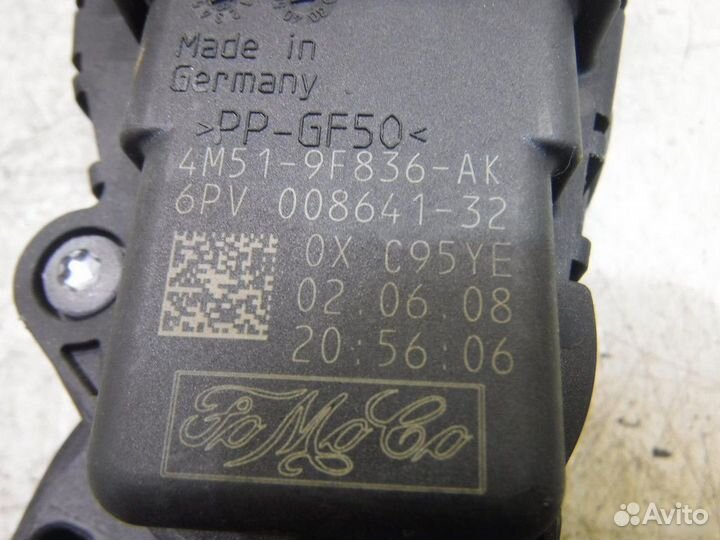 Made in
Germany
>PP-GF50<
4M51-9F836-AK
6PV 008641-32
0X C95YE
02.06.08
20:56:06
FoMoCo
Avito